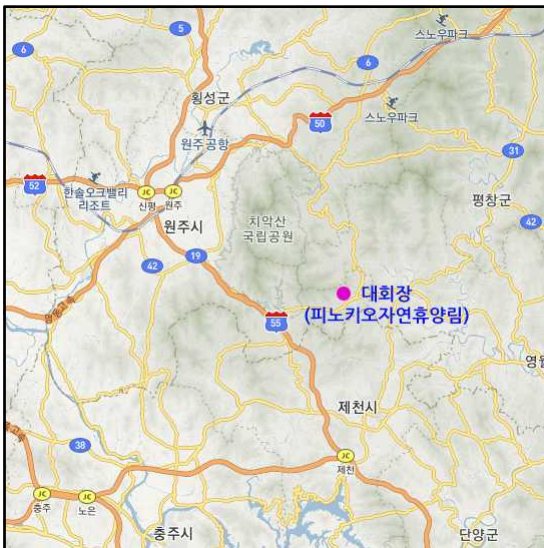 스노우파크
5
6
6
횡성군
원주공항
50
스노우파크
31
52
한솔오크밸리
리조트
JC
신평
JC
원주
평창군
원주시
치악산
국립공원
42
19
42
대회장
(피노키오자연휴양림)
55
영월
제천시
38
JC
제천
JC
충주
JC
노은
충주시
단양군